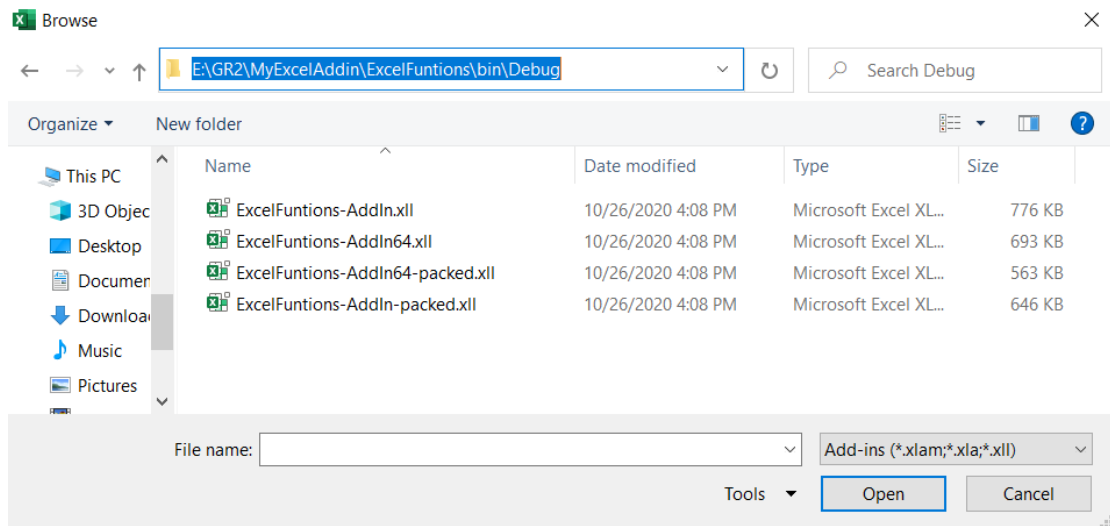 Browse
E:\GR2\MyExcelAddin\ExcelFuntions\bin\Debug
Search Debug
Organize
New folder
?
Name
Date modified
Type
Size
This PC
3D Objec
Desktop
Documen
Downloa
Music
Pictures
ExcelFuntions-AddIn.xll 10/26/2020 4:08 PM Microsoft Excel XL... 776 KB
ExcelFuntions-AddIn64.xll 10/26/2020 4:08 PM Microsoft Excel XL... 693 KB
ExcelFuntions-AddIn64-packed.xll 10/26/2020 4:08 PM Microsoft Excel XL... 563 KB
ExcelFuntions-AddIn-packed.xll 10/26/2020 4:08 PM Microsoft Excel XL... 646 KB
File name:
Add-ins (*.xlam;*.xla;*.xll)
Tools
Open
Cancel